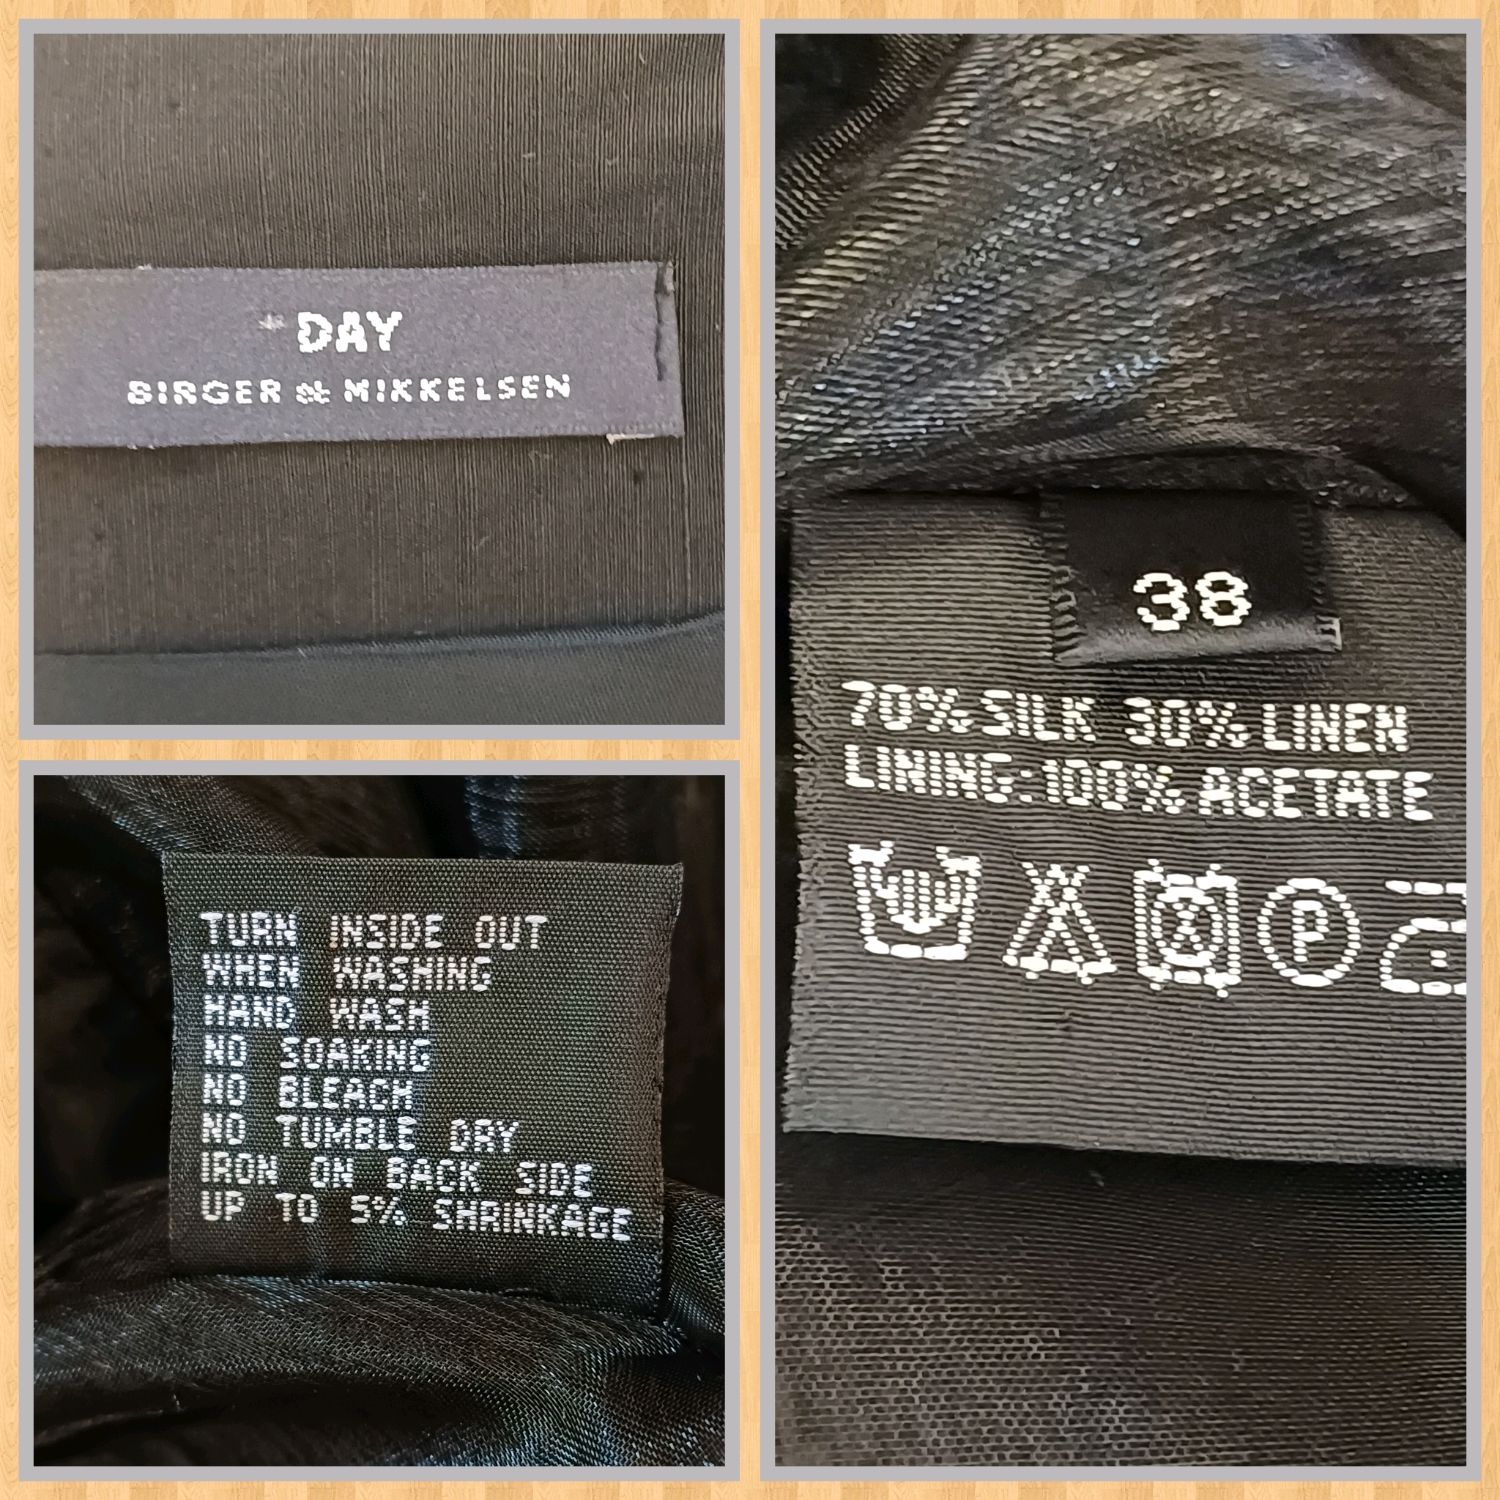 DAY
BIRGER et MIKKELSEN
38
70% SILK 30% LINEN
LINING: 100% ACETATE
P
TURN INSIDE OUT
WHEN WASHING
HAND WASH
NO SOAKING
NO BLEACH
NO TUMBLE DRY
IRON ON BACK SIDE
UP TO 5% SHRINKAGE